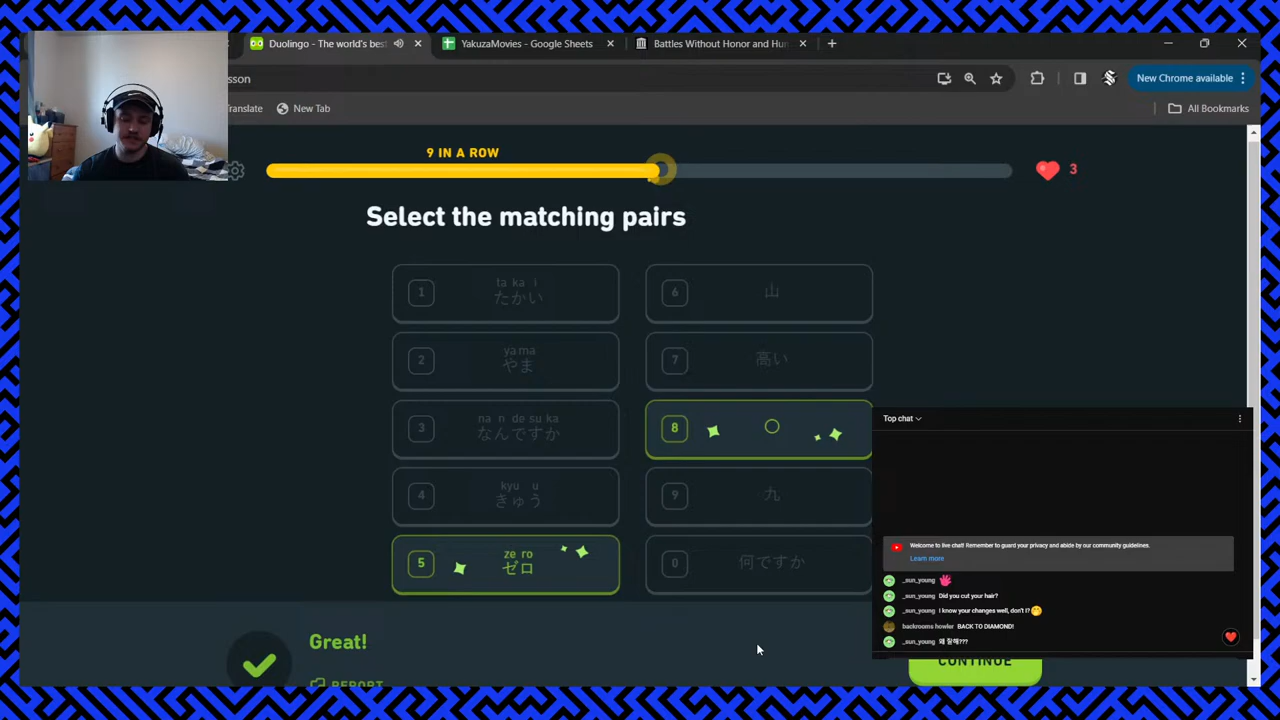 Duolingo - The world's bes
YakuzaMovies - Google Sheets
Battles Without Honor and Hun
sson
New Chrome available
Translate
New Tab
All Bookmarks
9 IN A ROW
3
Select the matching pairs
1
ta ka i
たかい
6
山
2
ya ma
やま
7
高い
3
na n de su ka
なんですか
8
〇
4
kyu u
きゅう
9
九
5
ze ro
ゼロ
0
何ですか
Great!
REPORT
CONTINUE
Top chat
Welcome to live chat! Remember to guard your privacy and abide by our community guidelines.
Learn more
_sun_young
_sun_young Did you cut your hair?
_sun_young I know your changes well, don't I?
backrooms howler BACK TO DIAMOND!
_sun_young 왜 잘해???